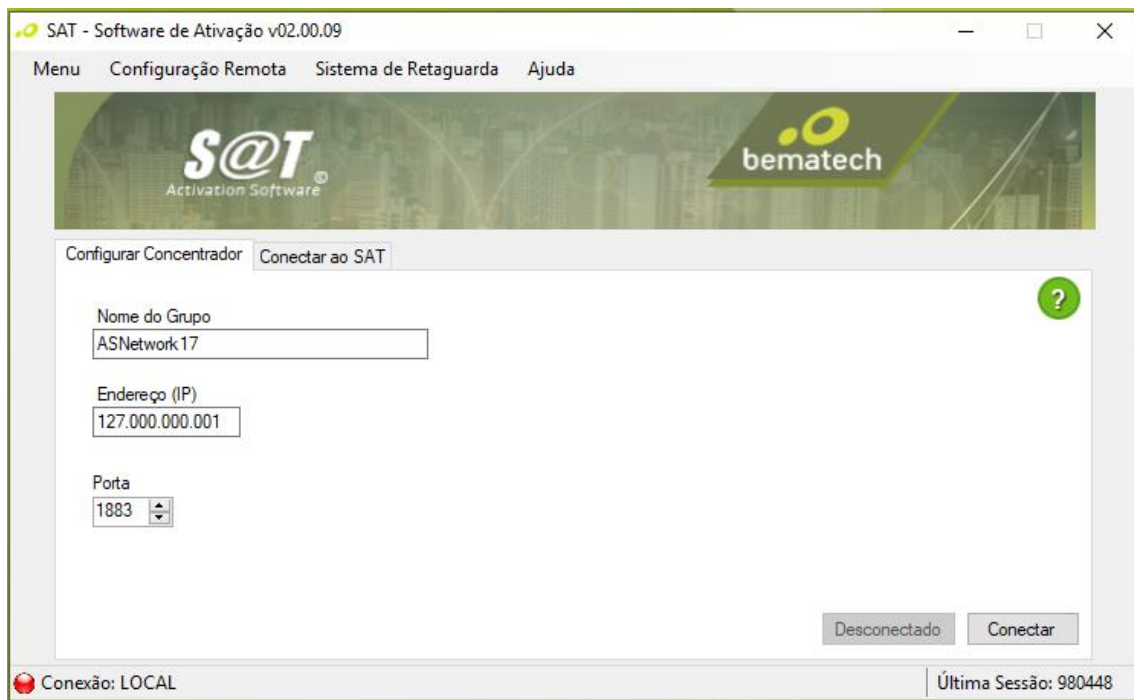 SAT - Software de Ativação v02.00.09
Menu Configuração Remota Sistema de Retaguarda Ajuda
S@T
©
Activation Software
bematech
Configurar Concentrador Conectar ao SAT
?
Nome do Grupo
ASNetwork17
Endereço (IP)
127.000.000.001
Porta
1883
Desconectado Conectar
Conexão: LOCAL Última Sessão: 980448